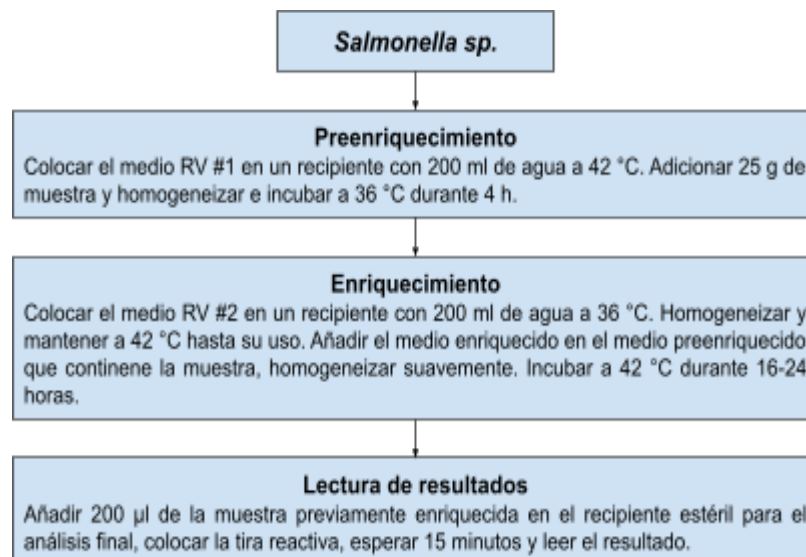 Salmonella sp.
Preenriquecimiento
Colocar el medio RV #1 en un recipiente con 200 ml de agua a 42 °C. Adicionar 25 g de
muestra y homogeneizar e incubar a 36 °C durante 4 h.
Enriquecimiento
Colocar el medio RV #2 en un recipiente con 200 ml de agua a 36 °C. Homogeneizar y
mantener a 42 °C hasta su uso. Añadir el medio enriquecido en el medio preenriquecido
que continene la muestra, homogeneizar suavemente. Incubar a 42 °C durante 16-24
horas.
Lectura de resultados
Añadir 200 µl de la muestra previamente enriquecida en el recipiente estéril para el
análisis final, colocar la tira reactiva, esperar 15 minutos y leer el resultado.